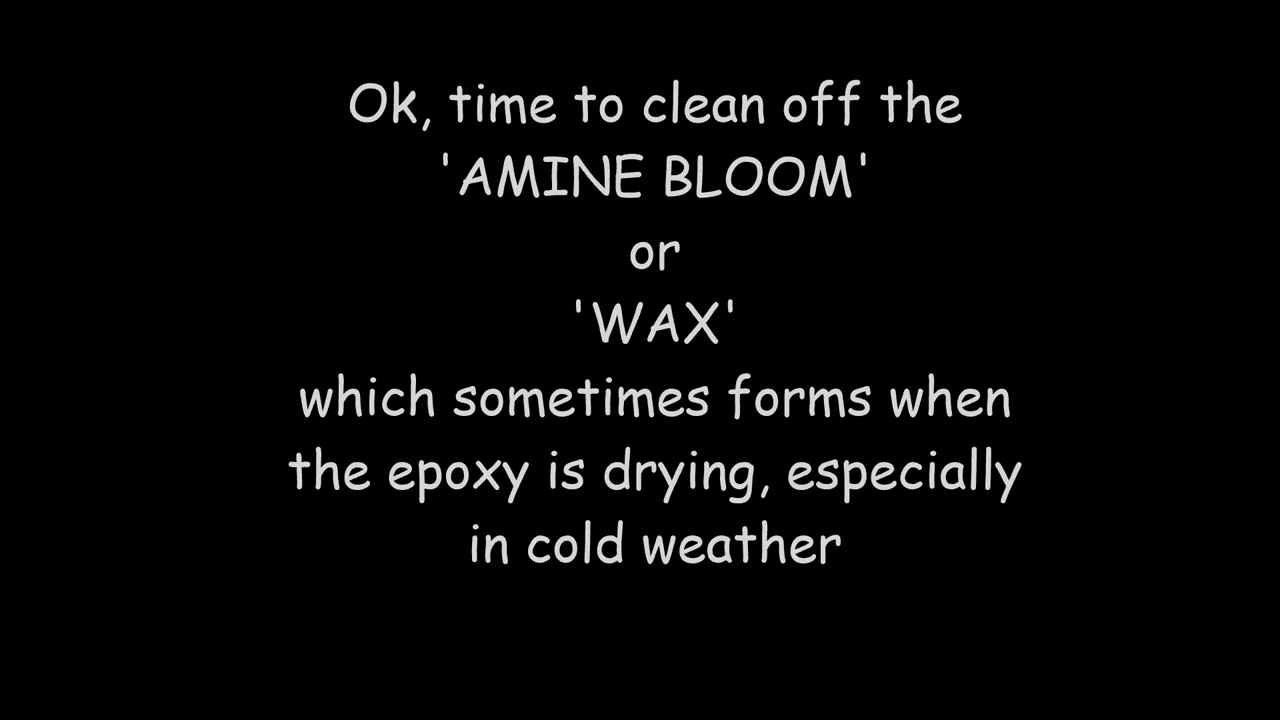 Ok, time to clean off the
'AMINE BLOOM'
or
'WAX'
which sometimes forms when
the epoxy is drying, especially
in cold weather